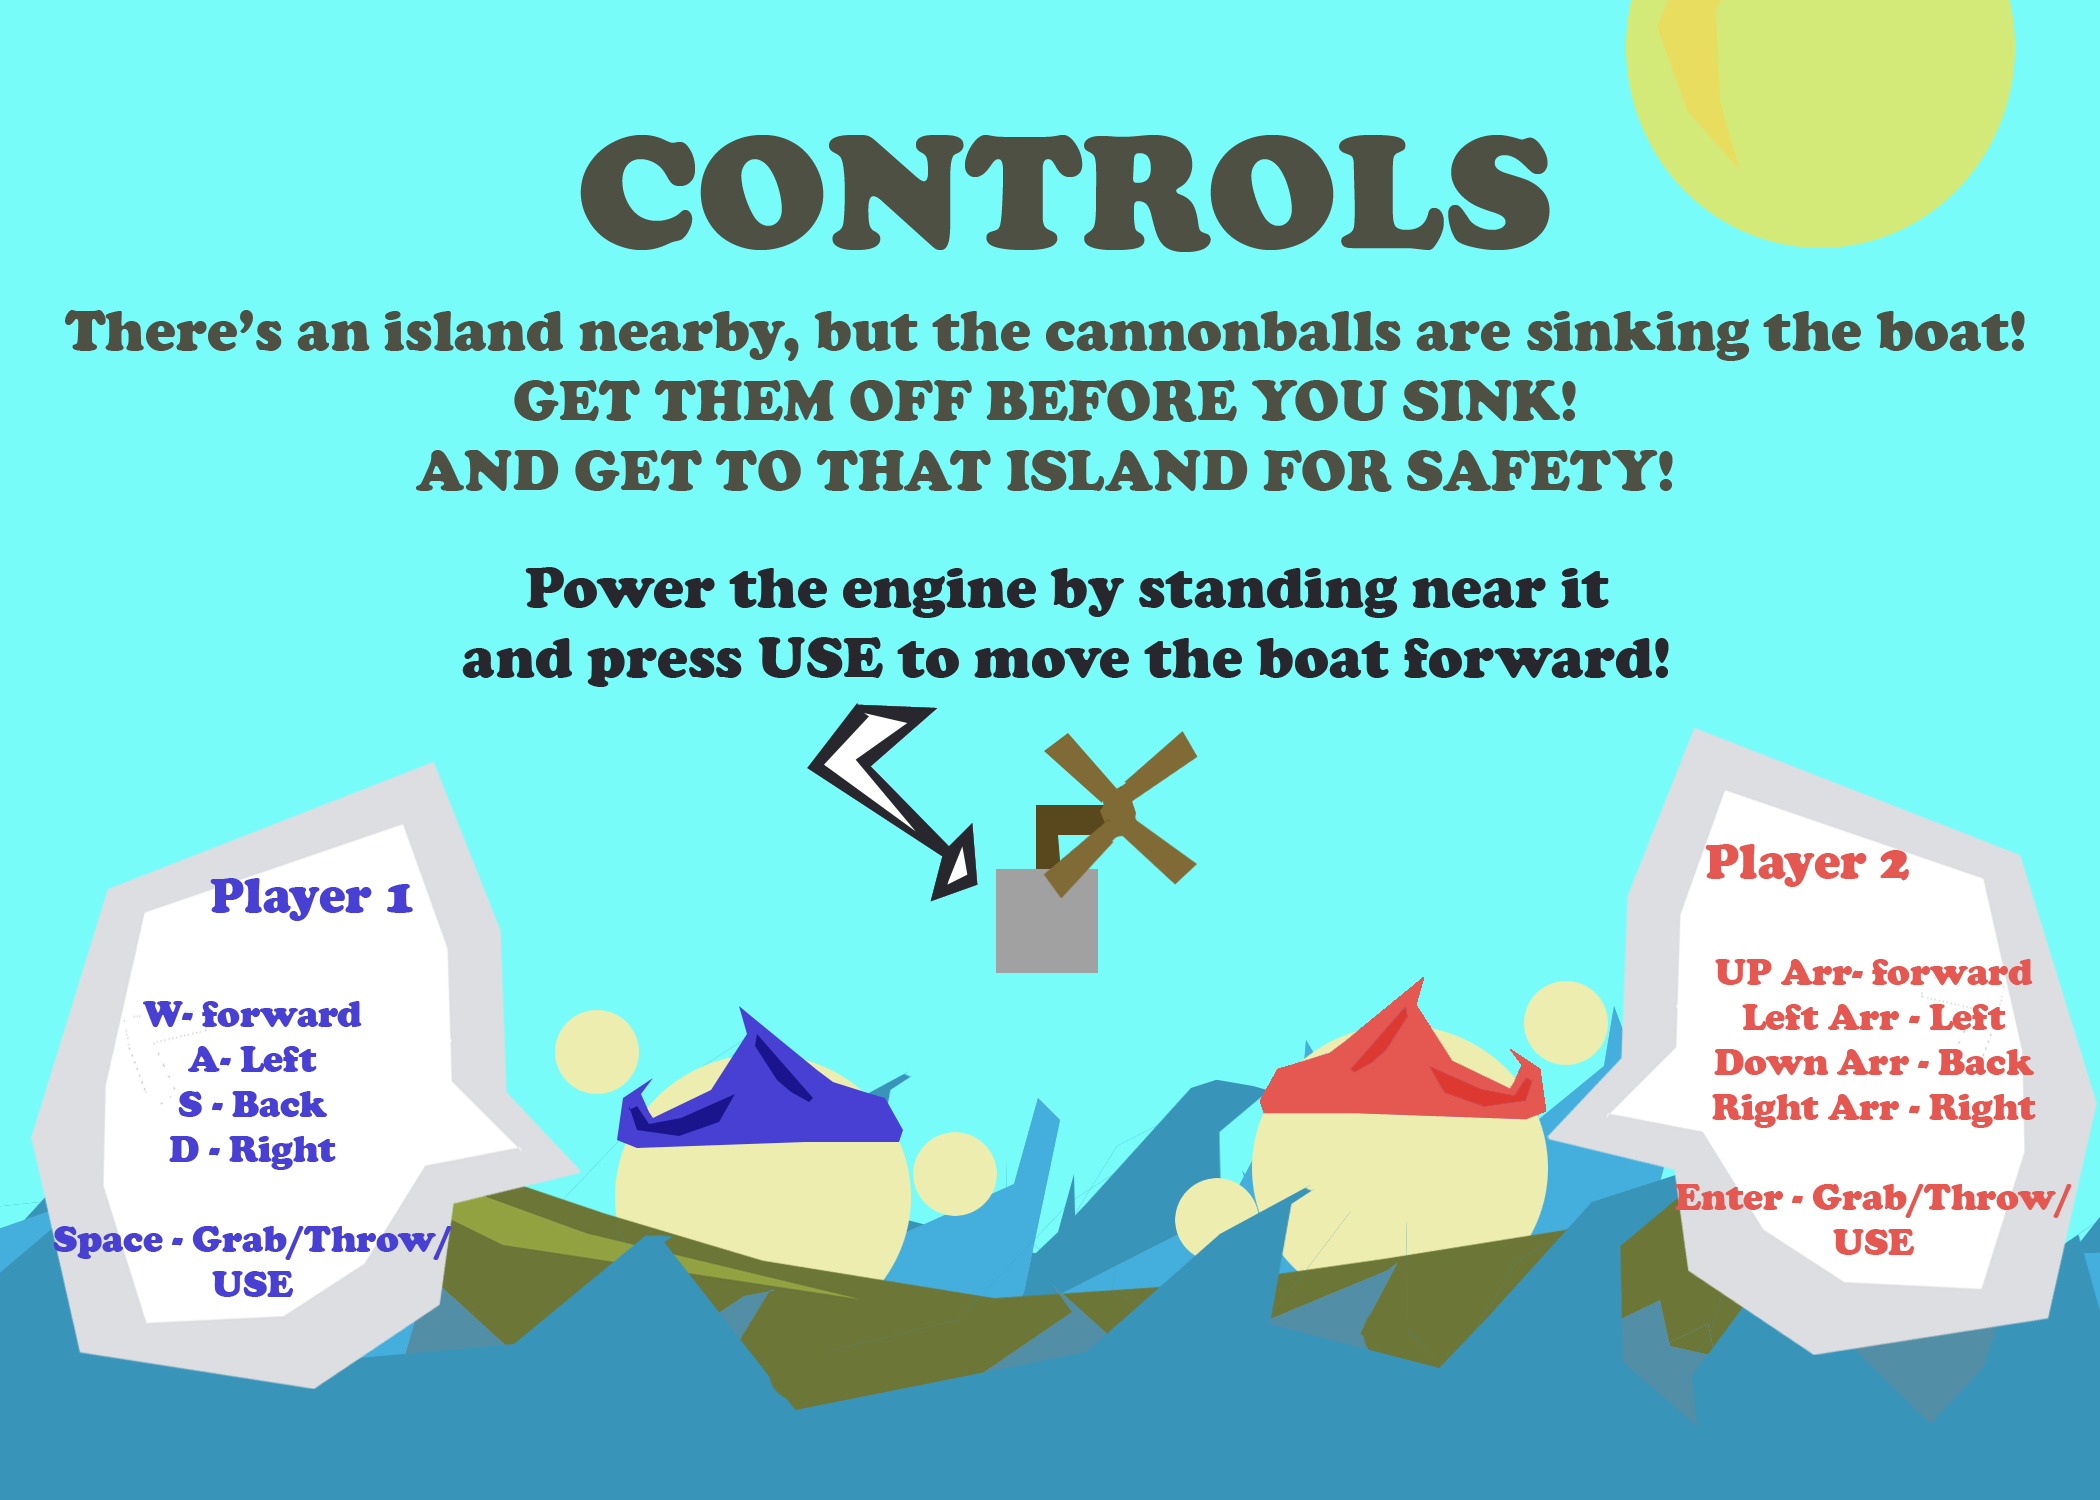 CONTROLS
There’s an island nearby, but the cannonballs are sinking the boat!
GET THEM OFF BEFORE YOU SINK!
AND GET TO THAT ISLAND FOR SAFETY!
Power the engine by standing near it
and press USE to move the boat forward!
Player 1
W- forward
A- Left
S - Back
D - Right
Space - Grab/Throw/
USE
Player 2
UP Arr- forward
Left Arr - Left
Down Arr - Back
Right Arr - Right
Enter - Grab/Throw/
USE